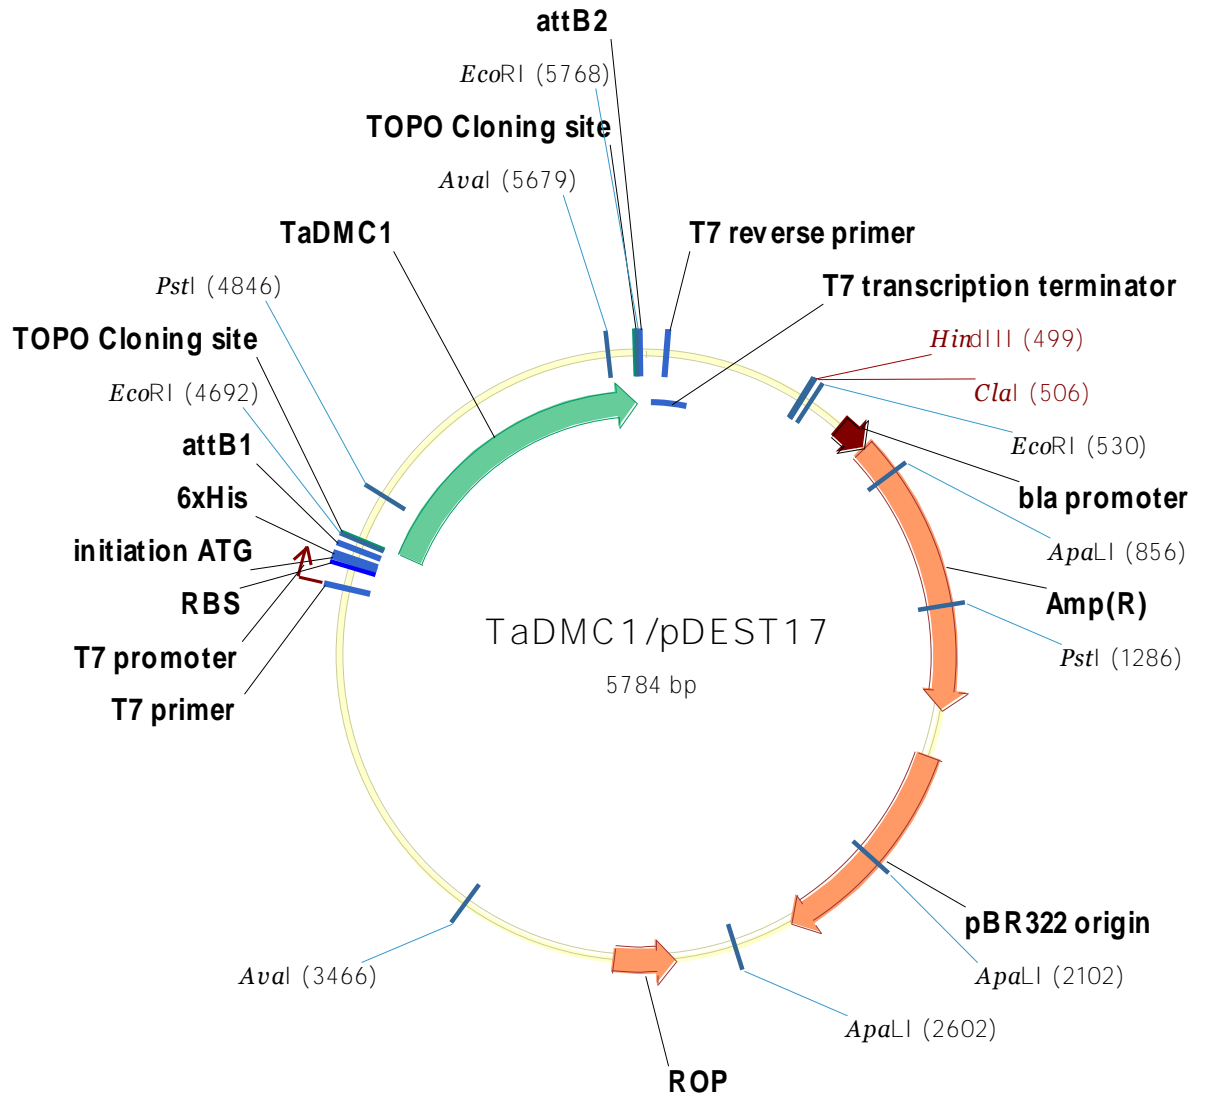 attB2
EcoRI (5768)
TOPO Cloning site
AvaI (5679)
TaDMC1
T7 reverse primer
PstI (4846)
T7 transcription terminator
TOPO Cloning site
HindIII (499)
EcoRI (4692)
ClaI (506)
attB1
EcoRI (530)
6xHis
bla promoter
initiation ATG
ApaLI (856)
RBS
Amp(R)
TaDMC1/pDEST17
T7 promoter
PstI (1286)
5784 bp
T7 primer
pBR322 origin
AvaI (3466)
ApaLI (2102)
ApaLI (2602)
ROP